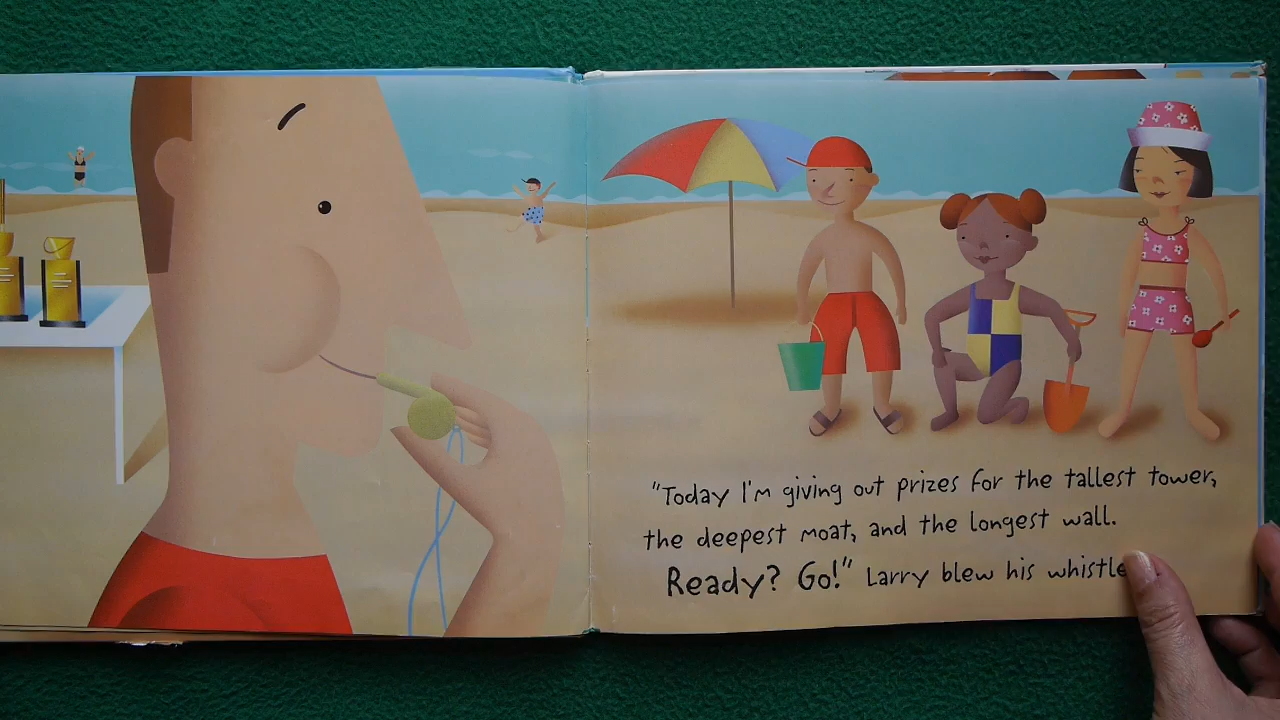 "Today I'm giving out prizes for the tallest tower,
the deepest moat, and the longest wall.
Ready? Go!" Larry blew his whistle